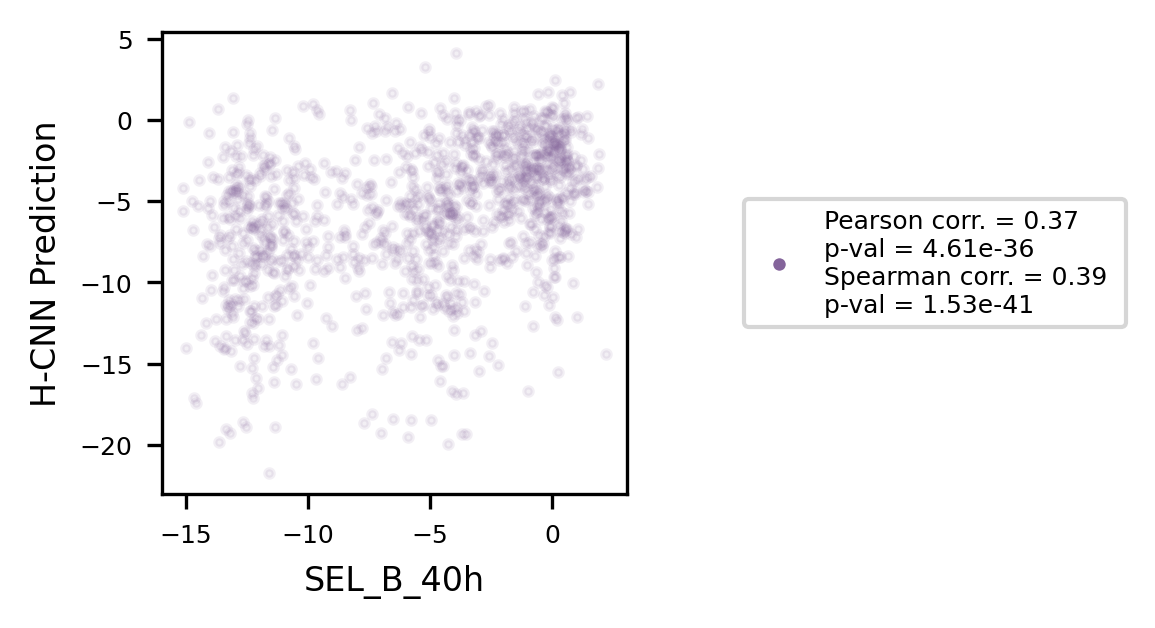 5
0
−5
−10
−15
−20
H-CNN Prediction
−15
−10
−5
0
SEL_B_40h
Pearson corr. = 0.37
p-val = 4.61e-36
Spearman corr. = 0.39
p-val = 1.53e-41